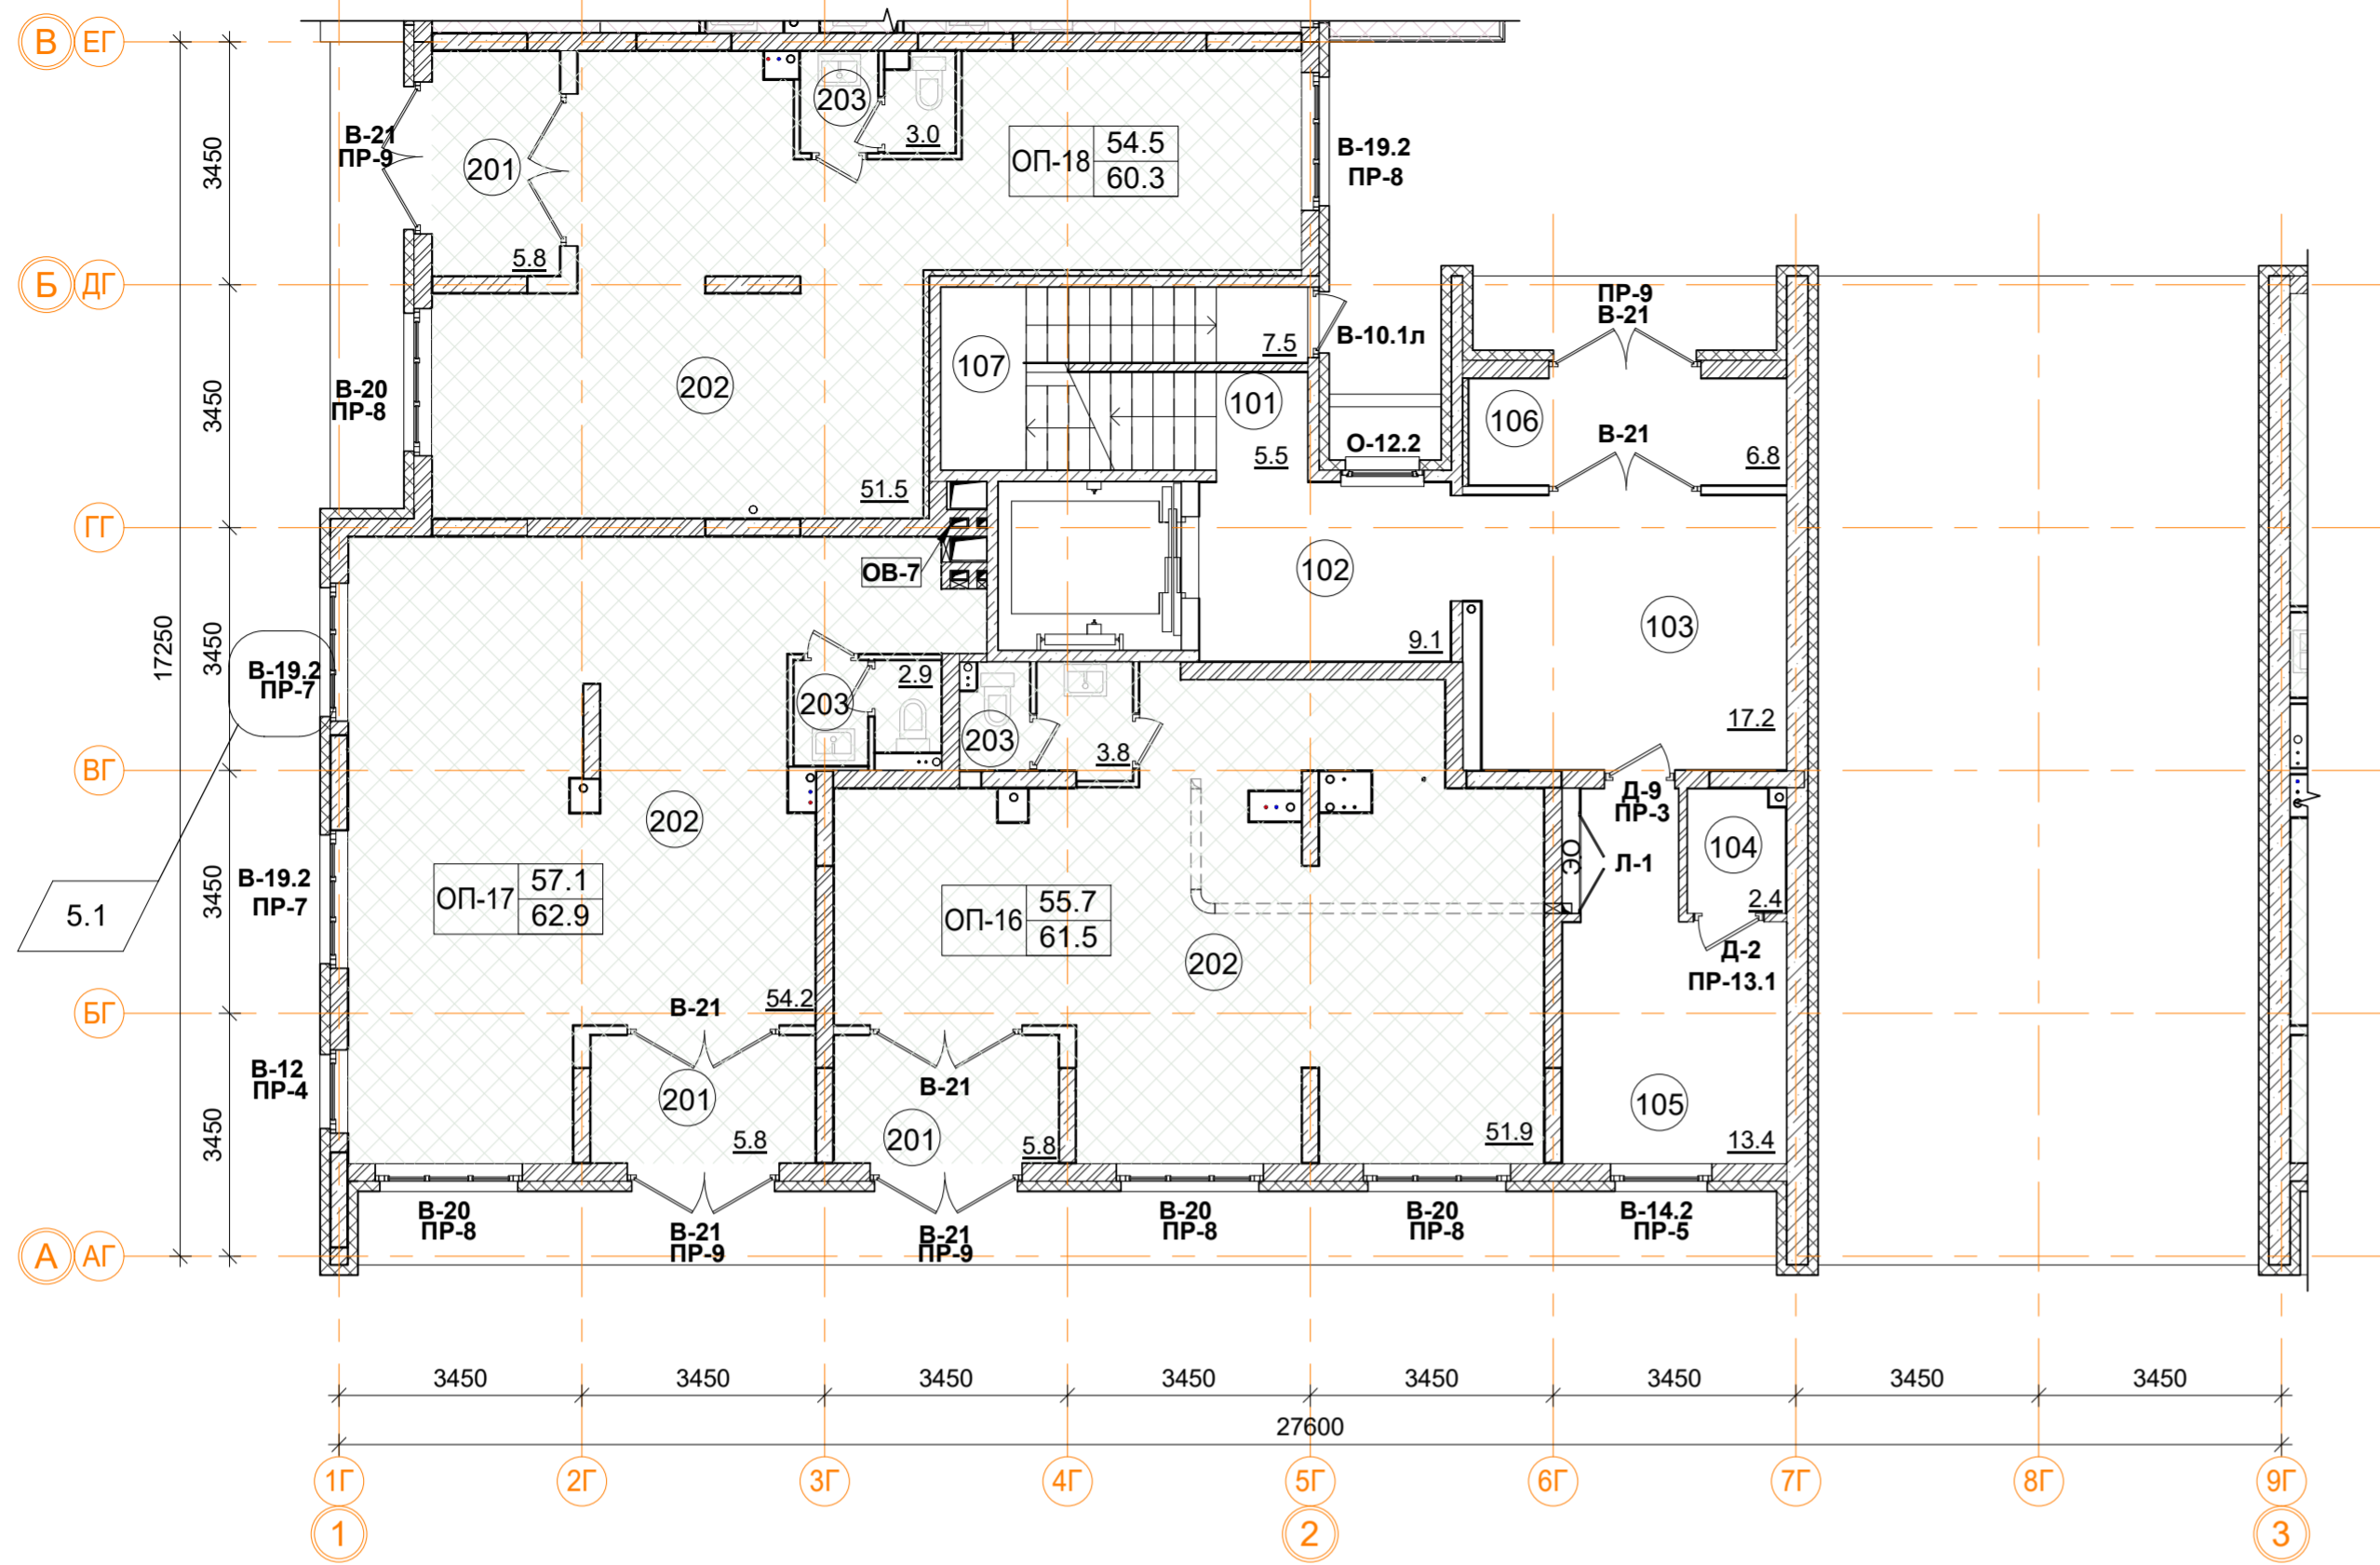 В ЕГ
В-21
ПР-9
201
5.8
203
3.0
ОП-18 54.5
60.3
В-19.2
ПР-8
3450
Б ДГ
ПР-9
В-21
В-10.1л
7.5
107
101
5.5
О-12.2
106
В-21
6.8
3450
В-20
ПР-8
202
51.5
ГГ
ОВ-7
102
9.1
103
17.2
17250
3450
В-19.2
ПР-7
203
2.9
203
3.8
ВГ
Д-9
ПР-3
ЭО
Л-1
104
2.4
Д-2
ПР-13.1
202
ОП-17 57.1
62.9
ОП-16 55.7
61.5
202
3450
В-19.2
ПР-7
5.1
54.2
БГ
В-21
В-21
В-12
ПР-4
201
5.8
201
5.8
51.9
105
13.4
3450
В-20
ПР-8
В-21
ПР-9
В-21
ПР-9
В-20
ПР-8
В-20
ПР-8
В-14.2
ПР-5
А АГ
3450 3450 3450 3450 3450 3450 3450 3450
27600
1Г 2Г 3Г 4Г 5Г 6Г 7Г 8Г 9Г
1 2 3